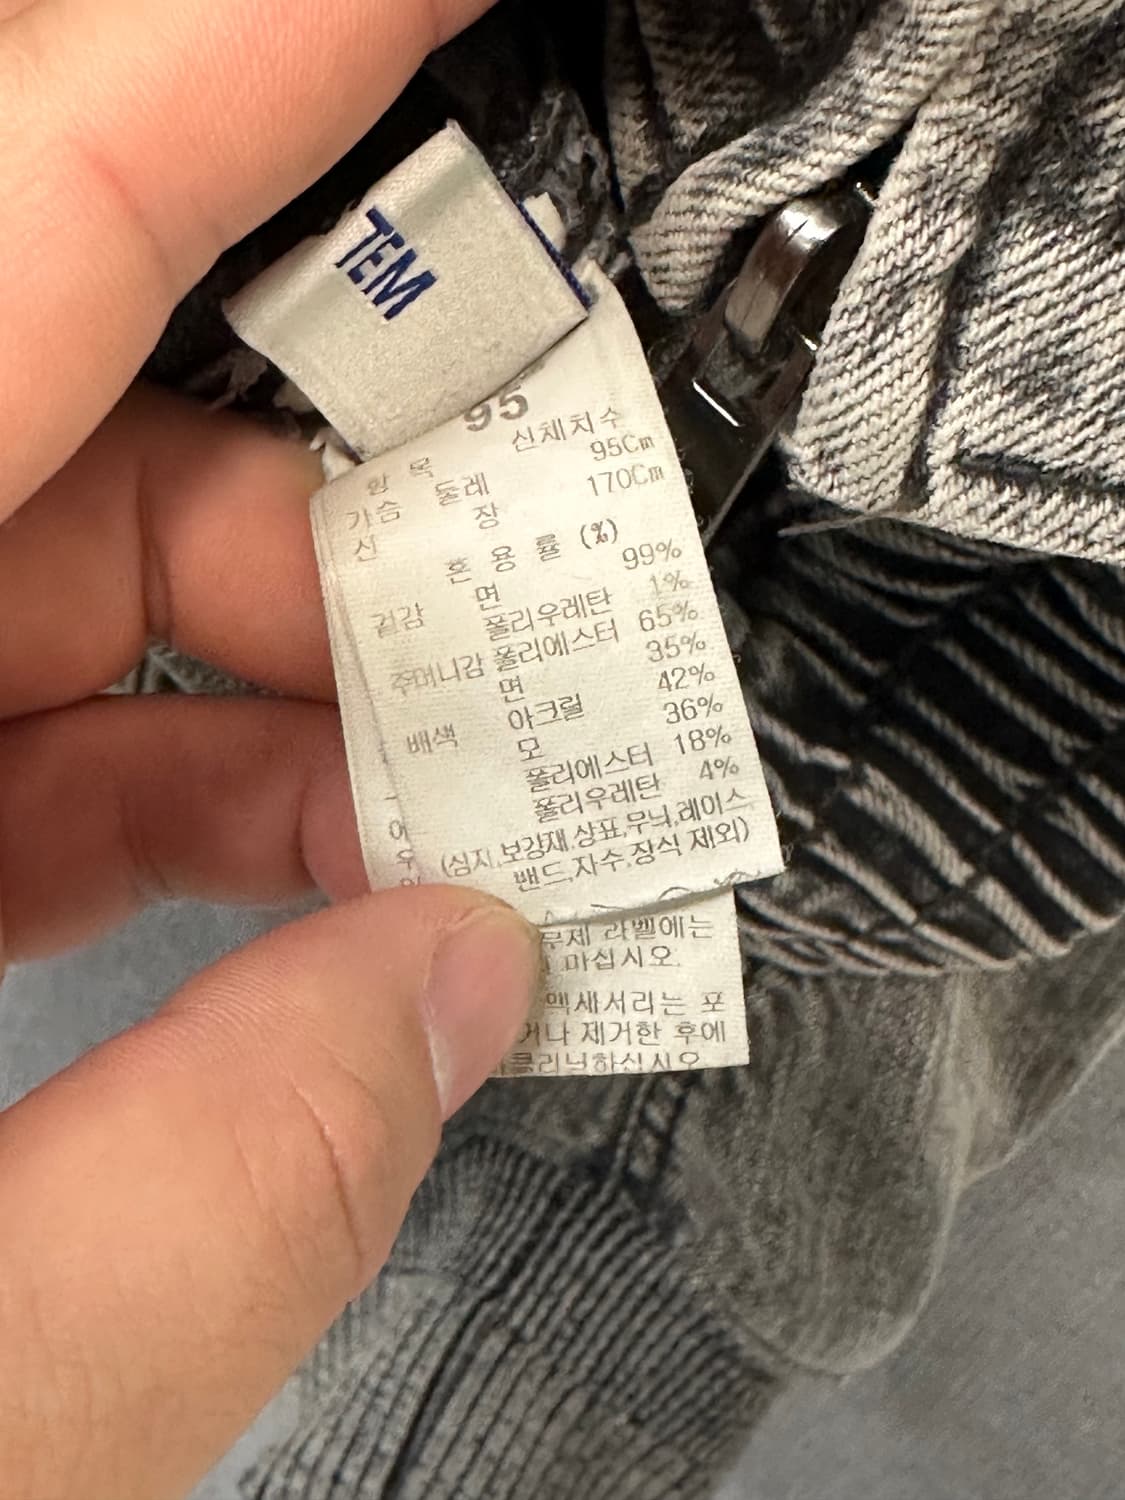 TEM
95
항 목 신체치수
가슴 둘레 95Cm
신 장 170Cm
혼 용 률 (%)
겉감 면 99%
폴리우레탄 1%
주머니감 폴리에스터 65%
면 35%
배색 아크릴 42%
모 36%
폴리에스터 18%
폴리우레탄 4%
(심지,보강재,상표,무늬,레이스
밴드,자수,장식 제외)
라벨에는
마십시오.
액세서리는 포
거나 제거한 후에
클리닝하십시오